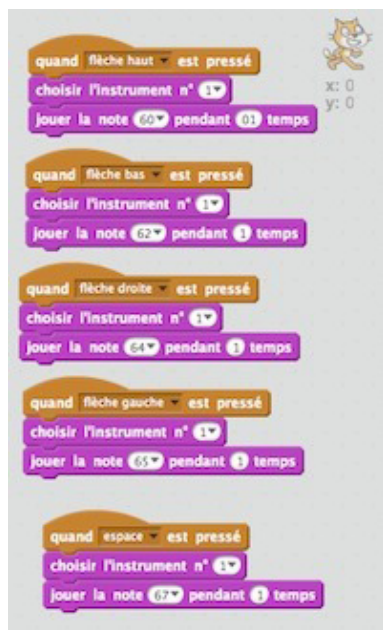 quand flèche haut est pressé
x: 0
choisir l'instrument n° 1
y: 0
jouer la note 60 pendant 01 temps
quand flèche bas est pressé
choisir l'instrument n° 1
jouer la note 62 pendant 1 temps
quand flèche droite est pressé
choisir l'instrument n° 1
jouer la note 64 pendant 1 temps
quand flèche gauche est pressé
choisir l'instrument n° 1
jouer la note 65 pendant 1 temps
quand espace est pressé
choisir l'instrument n° 1
jouer la note 67 pendant 1 temps